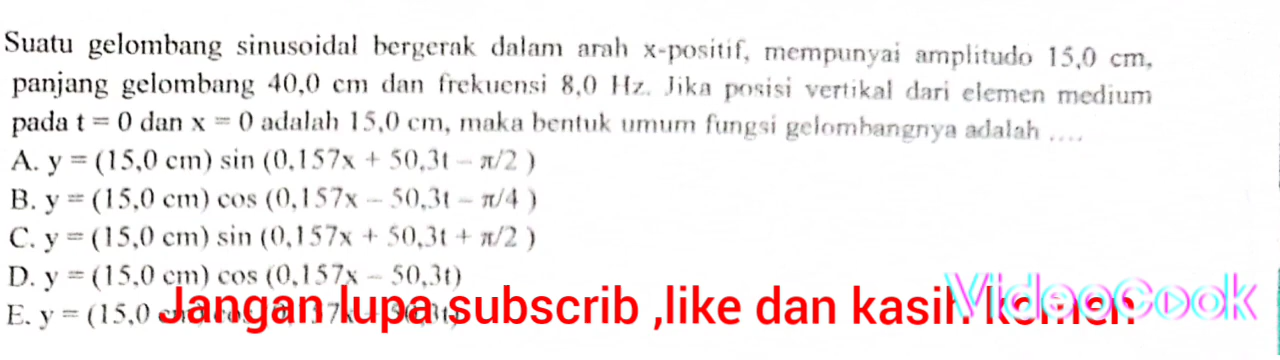 Suatu gelombang sinusoidal bergerak dalam arah x-positif, mempunyai amplitudo 15,0 cm,
panjang gelombang 40,0 cm dan frekuensi 8,0 Hz. Jika posisi vertikal dari elemen medium
pada t = 0 dan x = 0 adalah 15,0 cm, maka bentuk umum fungsi gelombangnya adalah ....
A. y = (15,0 cm) sin (0,157x + 50,3t – π/2 )
B. y = (15,0 cm) cos (0,157x – 50,3t – π/4 )
C. y = (15,0 cm) sin (0,157x + 50,3t + π/2 )
D. y = (15,0 cm) cos (0,157x – 50,3t)
E. y = (15,0
Jangan lupa subscrib ,like dan kasih komen
VideoCook